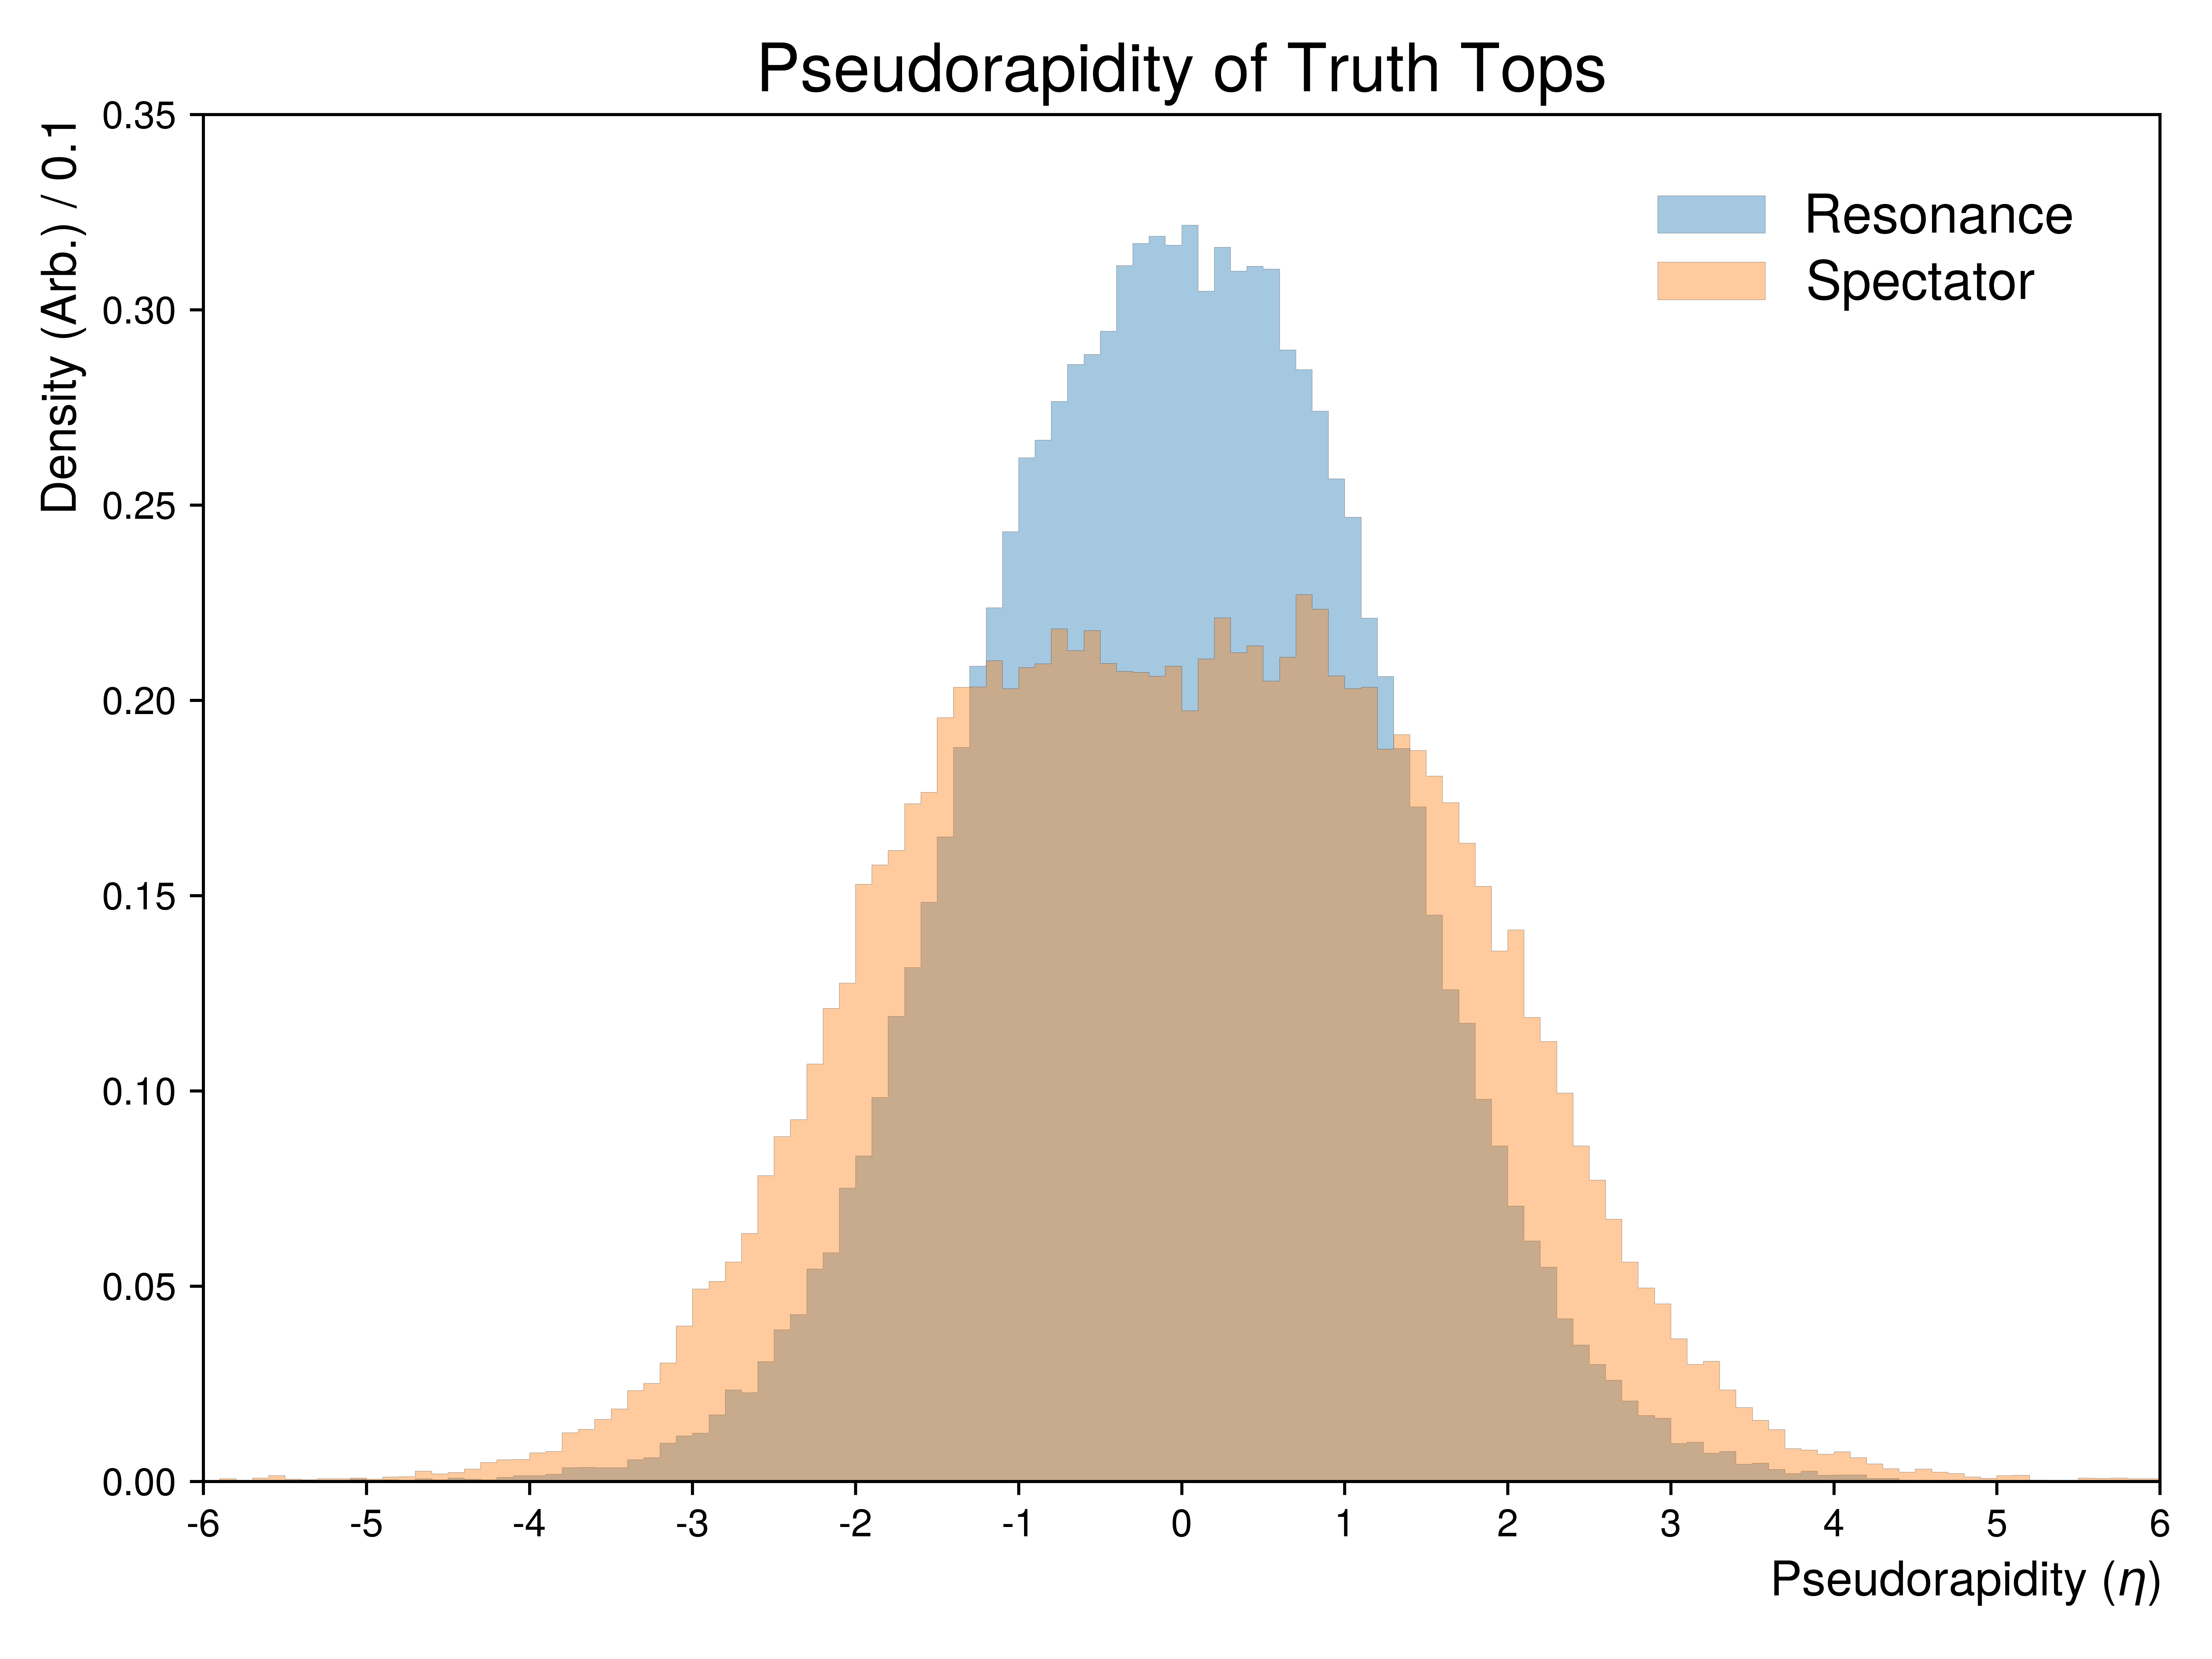 Pseudorapidity of Truth Tops
Density (Arb.) / 0.1
0.35
0.30
0.25
0.20
0.15
0.10
0.05
0.00
Resonance
Spectator
-6 -5 -4 -3 -2 -1 0 1 2 3 4 5 6
Pseudorapidity (η)